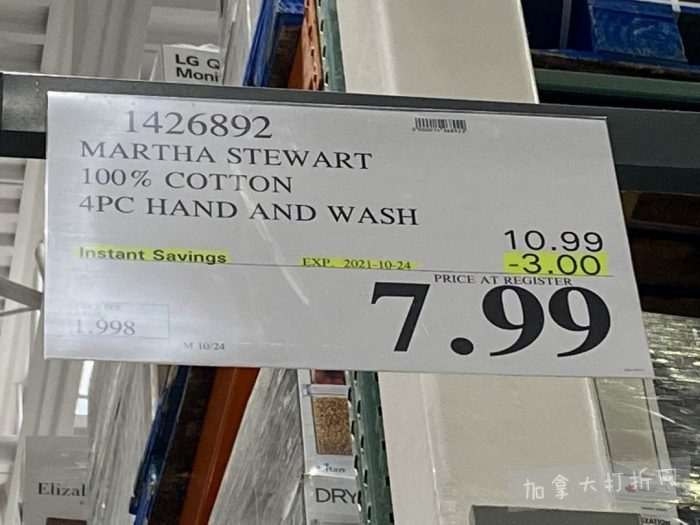 LG Q
Moni
1426892
MARTHA STEWART
100% COTTON
4PC HAND AND WASH
10.99
Instant Savings
EXP. 2021-10-24
-3.00
PRICE AT REGISTER
7.99
1.998
M 10/24
Elizal
DRY
加拿大打折网